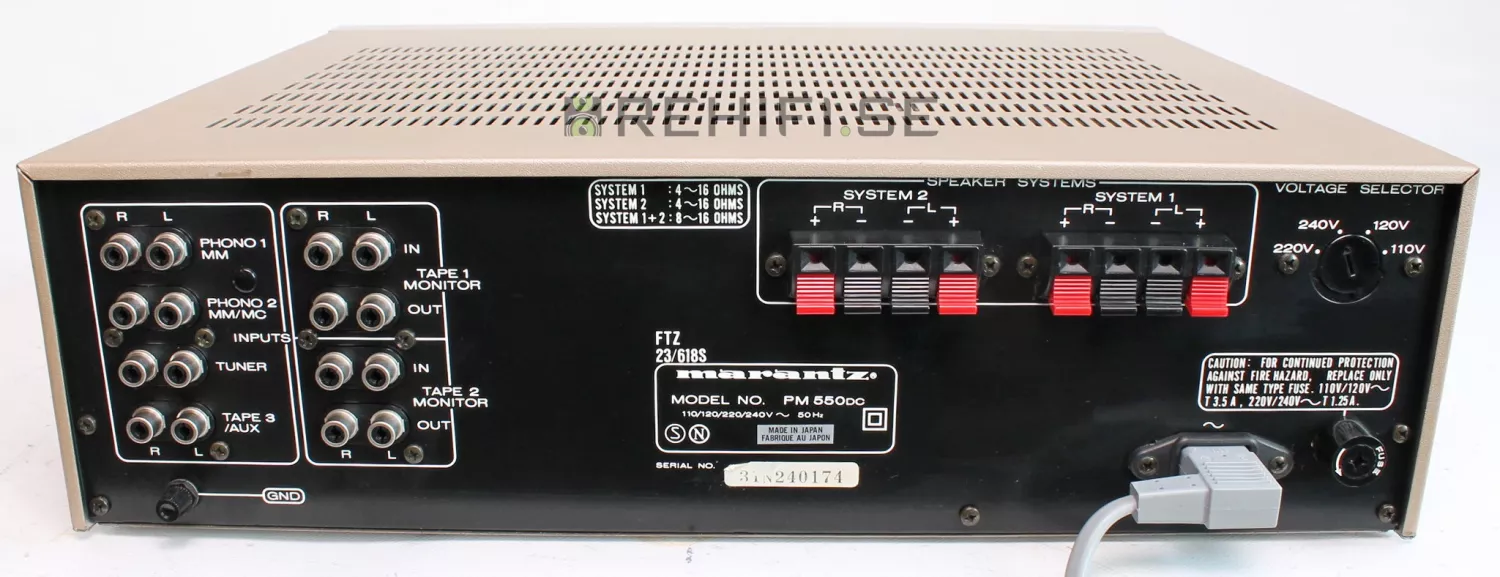 REHIFI.SE
R L
PHONO 1
MM
PHONO 2
MM/MC
INPUTS
TUNER
TAPE 3
/AUX
R L
GND
R L
IN
TAPE 1
MONITOR
OUT
IN
TAPE 2
MONITOR
OUT
R L
SYSTEM 1 : 4~16 OHMS
SYSTEM 2 : 4~16 OHMS
SYSTEM 1+2 : 8~16 OHMS
SPEAKER SYSTEMS
SYSTEM 2
R L
+ − − +
SYSTEM 1
R L
+ − − +
VOLTAGE SELECTOR
240V 120V
220V 110V
FTZ
23/618S
marantz.
MODEL NO. PM 550DC
110/120/220/240V ~ 50Hz
S N
MADE IN JAPAN
FABRIQUE AU JAPON
SERIAL NO.
31N240174
CAUTION: FOR CONTINUED PROTECTION
AGAINST FIRE HAZARD, REPLACE ONLY
WITH SAME TYPE FUSE. 110V/120V~
T 3.5 A, 220V/240V~T 1.25A.
~
FUSE